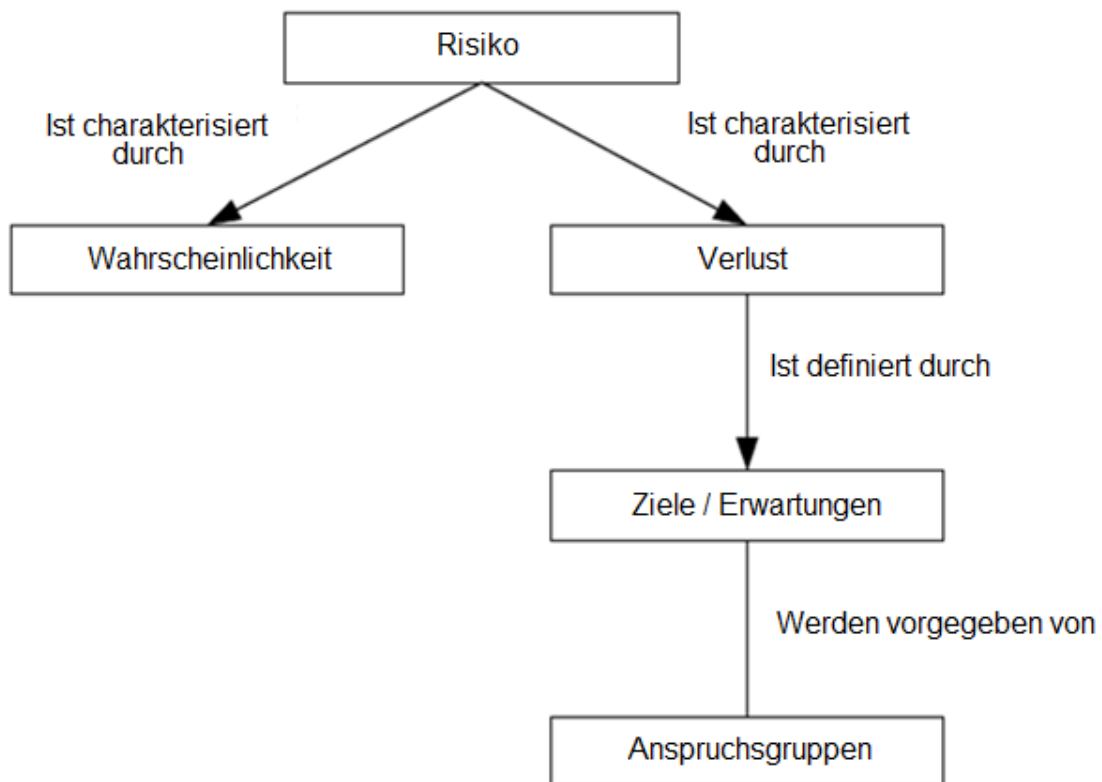 Risiko
Ist charakterisiert
durch
Ist charakterisiert
durch
Wahrscheinlichkeit
Verlust
Ist definiert durch
Ziele / Erwartungen
Werden vorgegeben von
Anspruchsgruppen